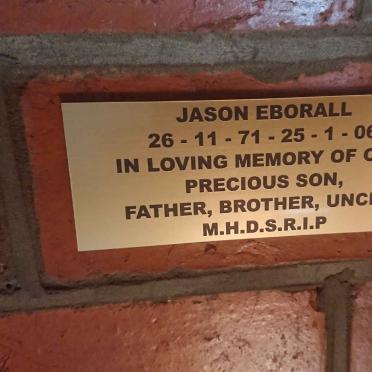 JASON EBORALL
26 - 11 - 71 - 25 - 1 - 06
IN LOVING MEMORY OF
PRECIOUS SON,
FATHER, BROTHER,
M.H.D.S.R.I.P